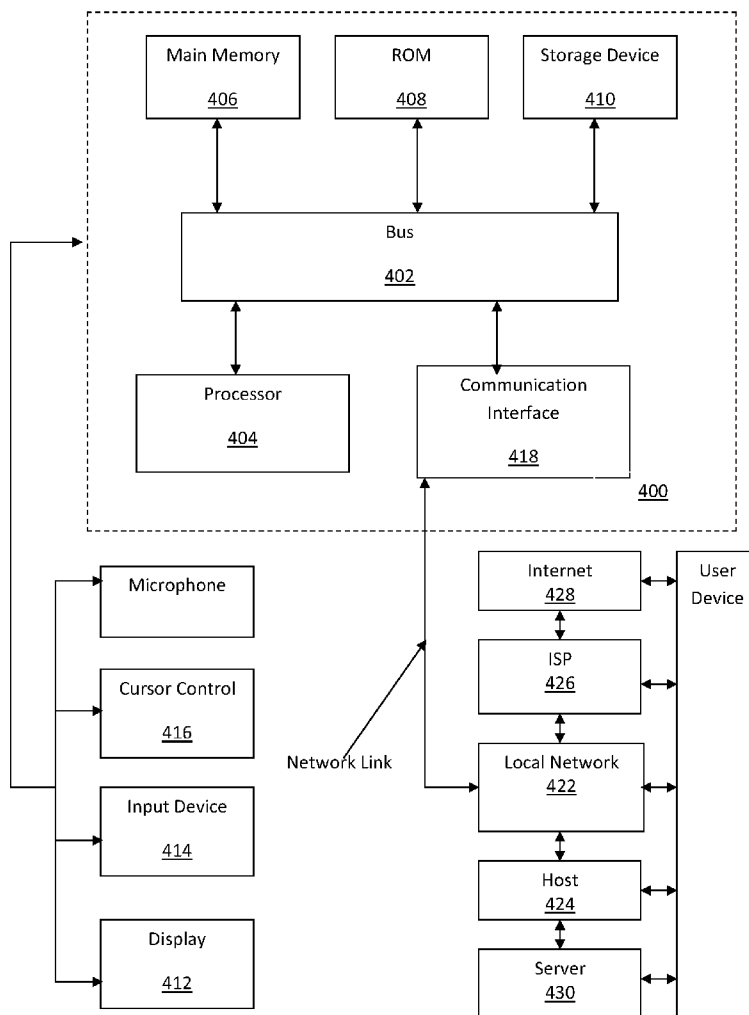 Main Memory
406
ROM
408
Storage Device
410
Bus
402
Processor
404
Communication
Interface
418
400
Microphone
Cursor Control
416
Input Device
414
Display
412
Network Link
Internet
428
ISP
426
Local Network
422
Host
424
Server
430
User
Device